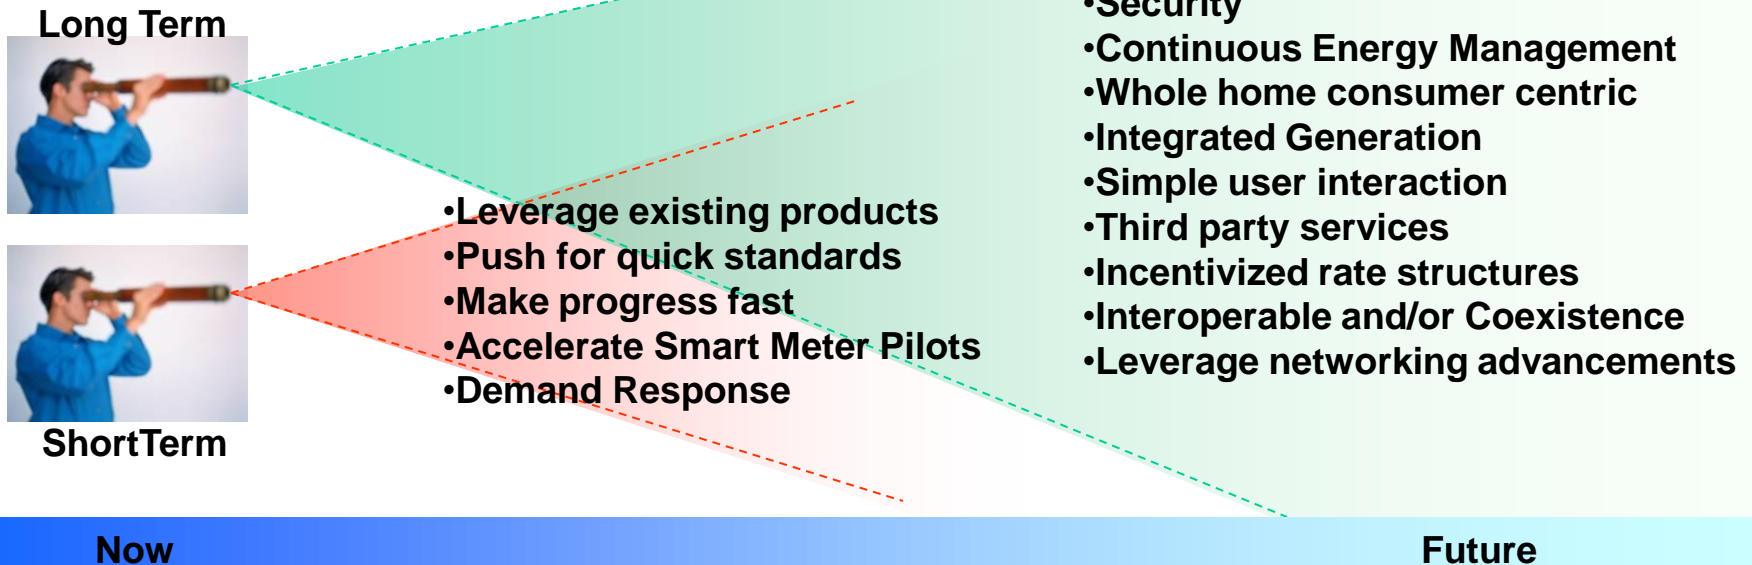 Long Term
•Security
•Continuous Energy Management
•Whole home consumer centric
•Integrated Generation
•Simple user interaction
•Third party services
•Incentivized rate structures
•Interoperable and/or Coexistence
•Leverage networking advancements
•Leverage existing products
•Push for quick standards
•Make progress fast
•Accelerate Smart Meter Pilots
•Demand Response
ShortTerm
Now
Future